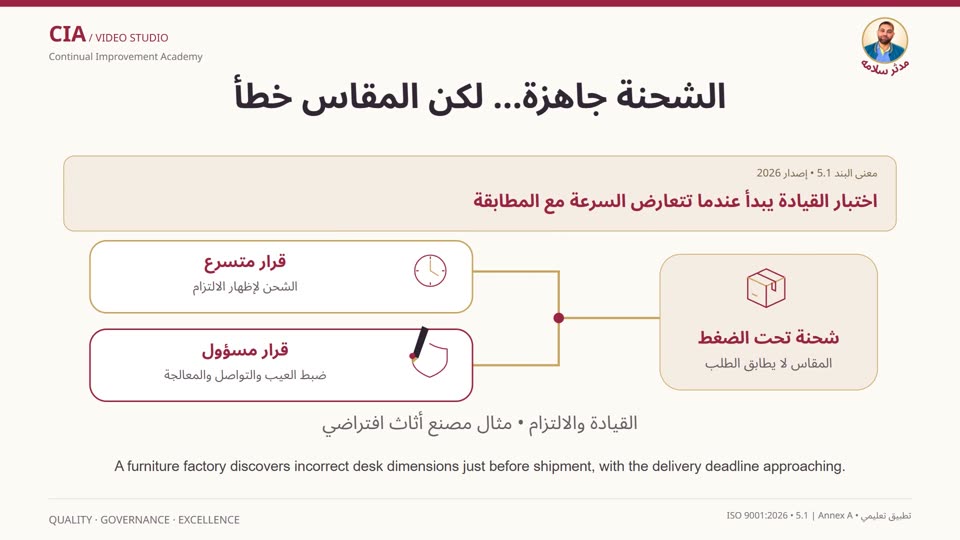 CIA / VIDEO STUDIO
Continual Improvement Academy
مدثر سلامه
الشحنة جاهزة... لكن المقاس خطأ
معنى البند 5.1 • إصدار 2026
اختبار القيادة يبدأ عندما تتعارض السرعة مع المطابقة
شحنة تحت الضغط
المقاس لا يطابق الطلب
قرار متسرع
الشحن لإظهار الالتزام
قرار مسؤول
ضبط العيب والتواصل والمعالجة
القيادة والالتزام • مثال مصنع أثاث افتراضي
A furniture factory discovers incorrect desk dimensions just before shipment, with the delivery deadline approaching.
QUALITY · GOVERNANCE · EXCELLENCE
ISO 9001:2026 • 5.1 | Annex A • تطبيق تعليمي